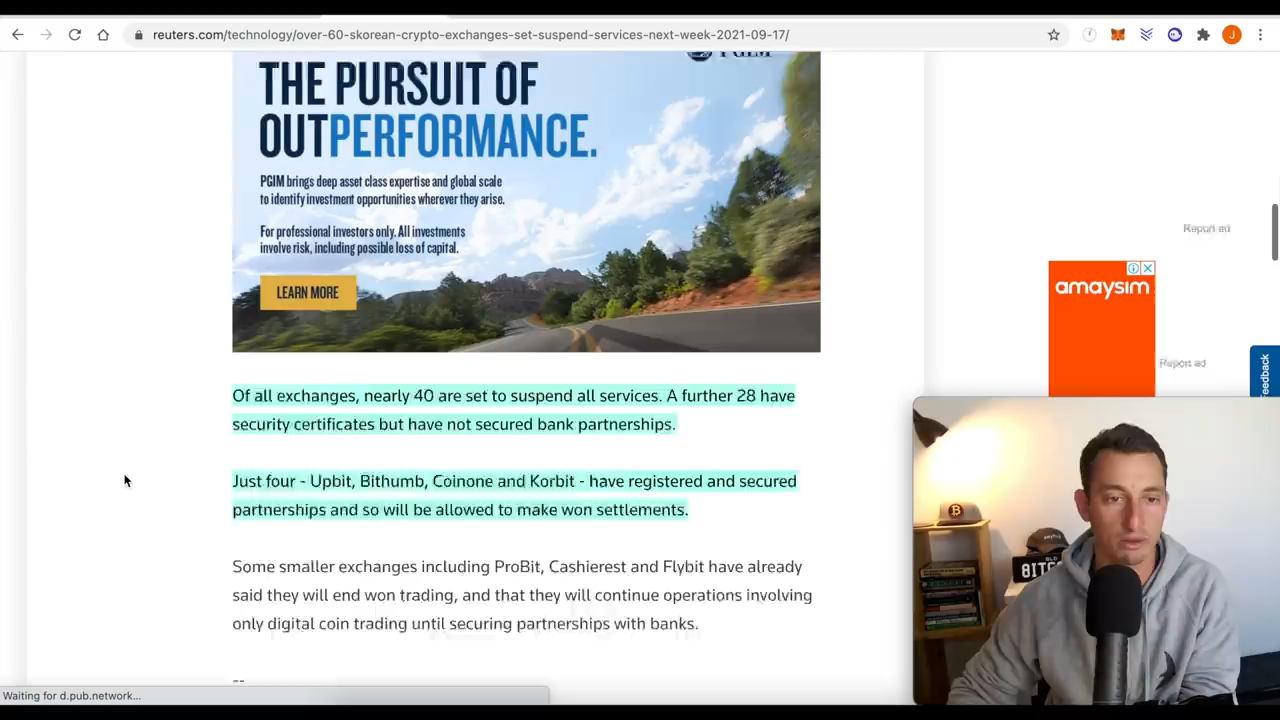 reuters.com/technology/over-60-skorean-crypto-exchanges-set-suspend-services-next-week-2021-09-17/
J
PGIM
THE PURSUIT OF
OUTPERFORMANCE.
PGIM brings deep asset class expertise and global scale
to identify investment opportunities wherever they arise.
For professional investors only. All investments
involve risk, including possible loss of capital.
LEARN MORE
Report ad
amaysim
Report ad
Feedback
Of all exchanges, nearly 40 are set to suspend all services. A further 28 have
security certificates but have not secured bank partnerships.
Just four - Upbit, Bithumb, Coinone and Korbit - have registered and secured
partnerships and so will be allowed to make won settlements.
Some smaller exchanges including ProBit, Cashierest and Flybit have already
said they will end won trading, and that they will continue operations involving
only digital coin trading until securing partnerships with banks.
Waiting for d.pub.network...